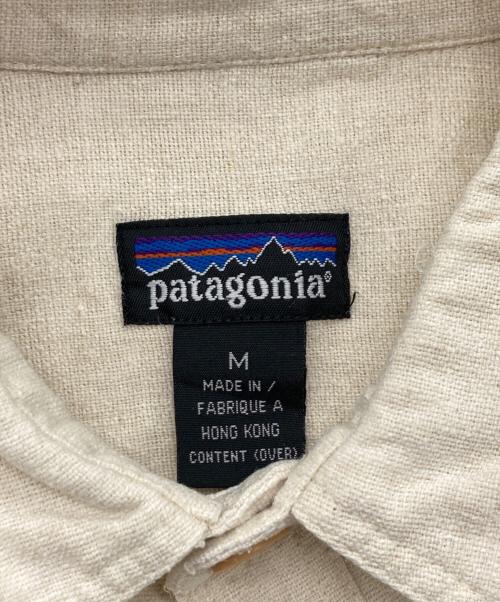 patagonia®
M
MADE IN /
FABRIQUE A
HONG KONG
CONTENT (OVER)